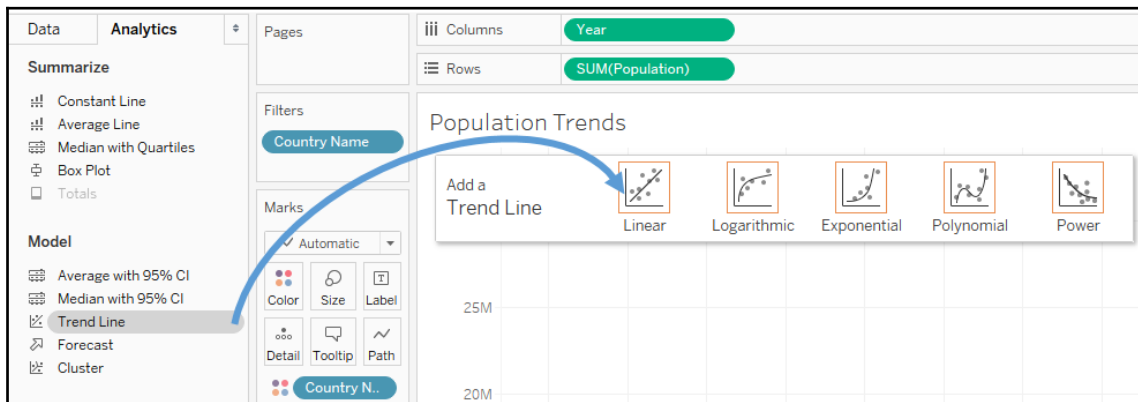 Data
Analytics
Summarize
Constant Line
Average Line
Median with Quartiles
Box Plot
Totals
Model
Average with 95% CI
Median with 95% CI
Trend Line
Forecast
Cluster
Pages
Filters
Country Name
Marks
Automatic
Color Size Label
Detail Tooltip Path
Country N..
Columns Year
Rows SUM(Population)
Population Trends
Add a
Trend Line
Linear Logarithmic Exponential Polynomial Power
25M
20M